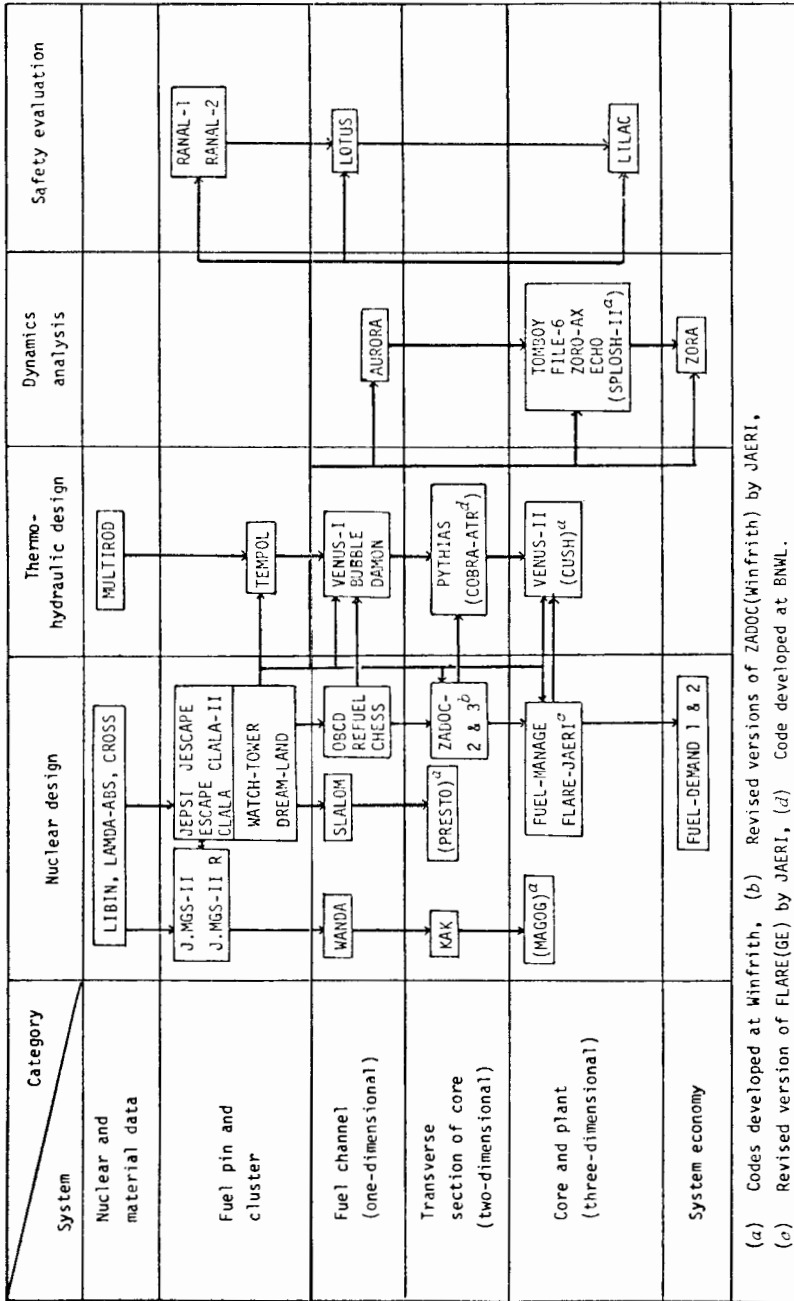 Category
System
Nuclear design
Thermo-
hydraulic design
Dynamics
analysis
Safety evaluation
Nuclear and
material data
LIBIN, LAMDA-ABS, CROSS
MULTIROD
Fuel pin and
cluster
J.MGS-II
J.MGS-II R
JEPSI JESCAPE
ESCAPE
CLALA CLALA-II
WATCH-TOWER
DREAM-LAND
TEMPOL
RANAL-1
RANAL-2
Fuel channel
(one-dimensional)
WANDA
SLALOM
OBCD
REFUEL
CHESS
VENUS-I
BUBBLE
DAMON
AURORA
LOTUS
Transverse
section of core
(two-dimensional)
KAK
(PRESTO)a
ZADOC-
2 & 3b
PYTHIAS
(COBRA-ATRd)
Core and plant
(three-dimensional)
(MAGOG)a
FUEL-MANAGE
FLARE-JAERIc
VENUS-II
(CUSH)a
TOMBOY
FILE-6
ZORO-AX
ECHO
(SPLOSH-IIa)
LILAC
System economy
FUEL-DEMAND 1 & 2
ZORA
(a) Codes developed at Winfrith, (b) Revised versions of ZADOC(Winfrith) by JAERI,
(c) Revised version of FLARE(GE) by JAERI, (d) Code developed at BNWL.